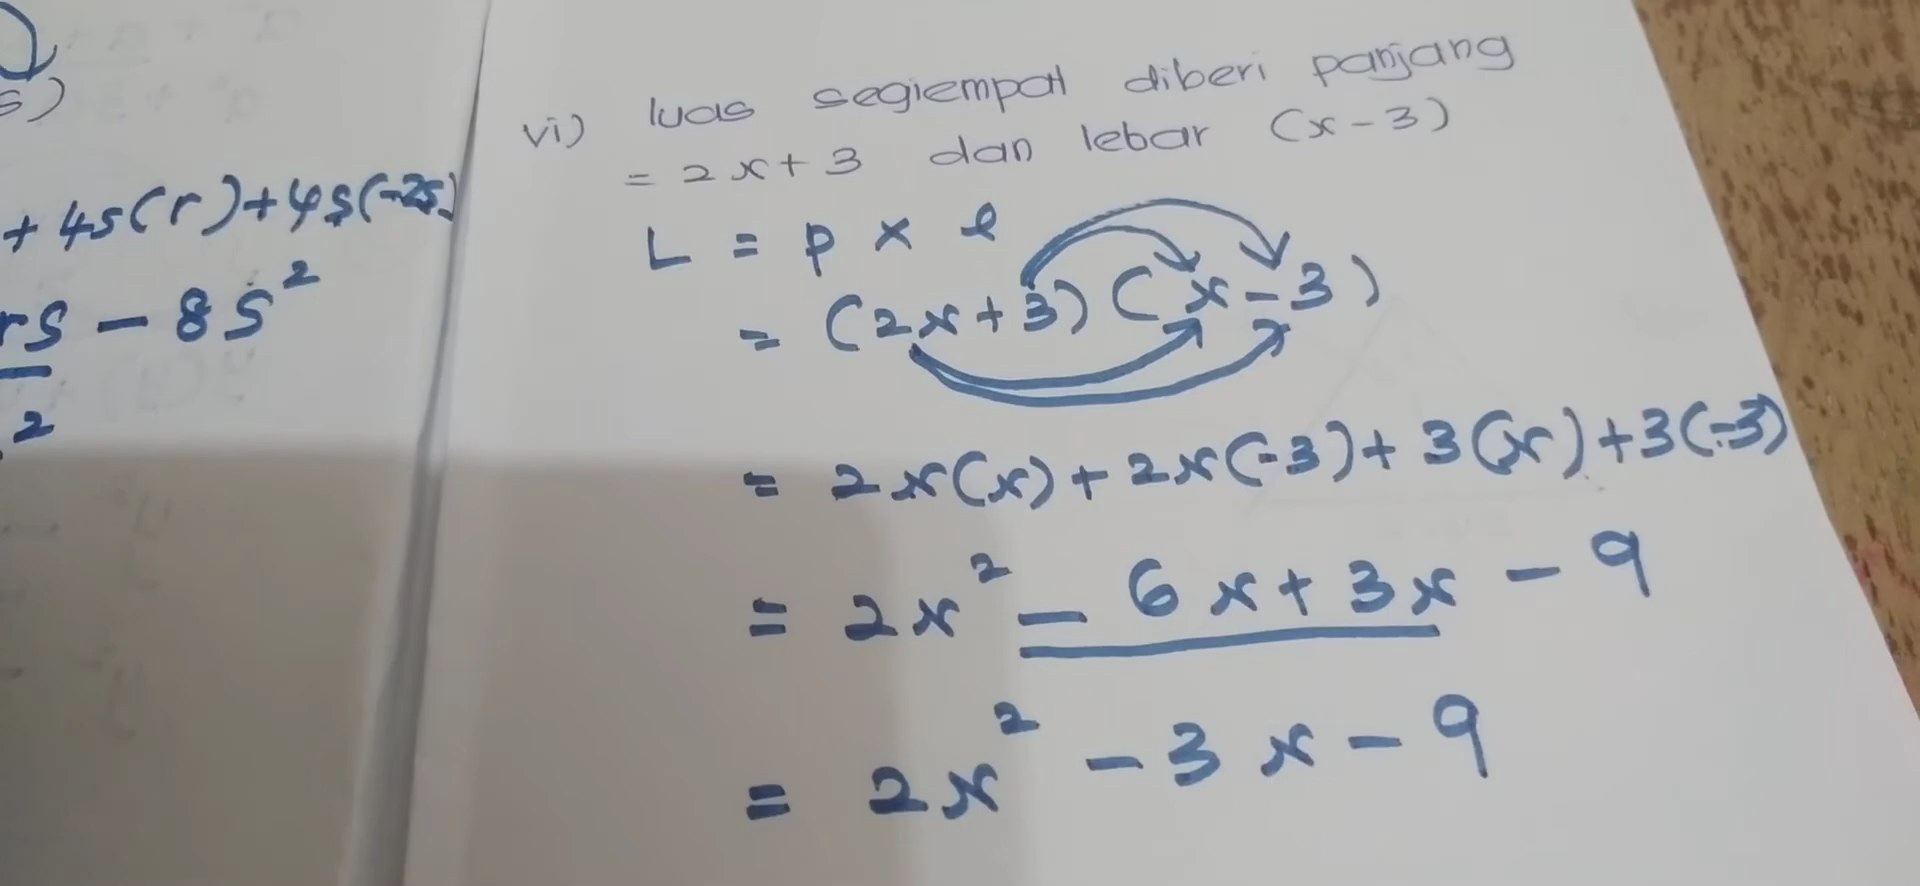 s)
+ 4s(r)+4s(-2s)
rs - 8s²
2
vi) luas segiempat diberi panjang
= 2x+3 dan lebar (x-3)
L = p × l
= (2x+3)(x-3)
= 2x(x)+2x(-3)+3(x)+3(-3)
= 2x² - 6x+3x - 9
= 2x² - 3x - 9